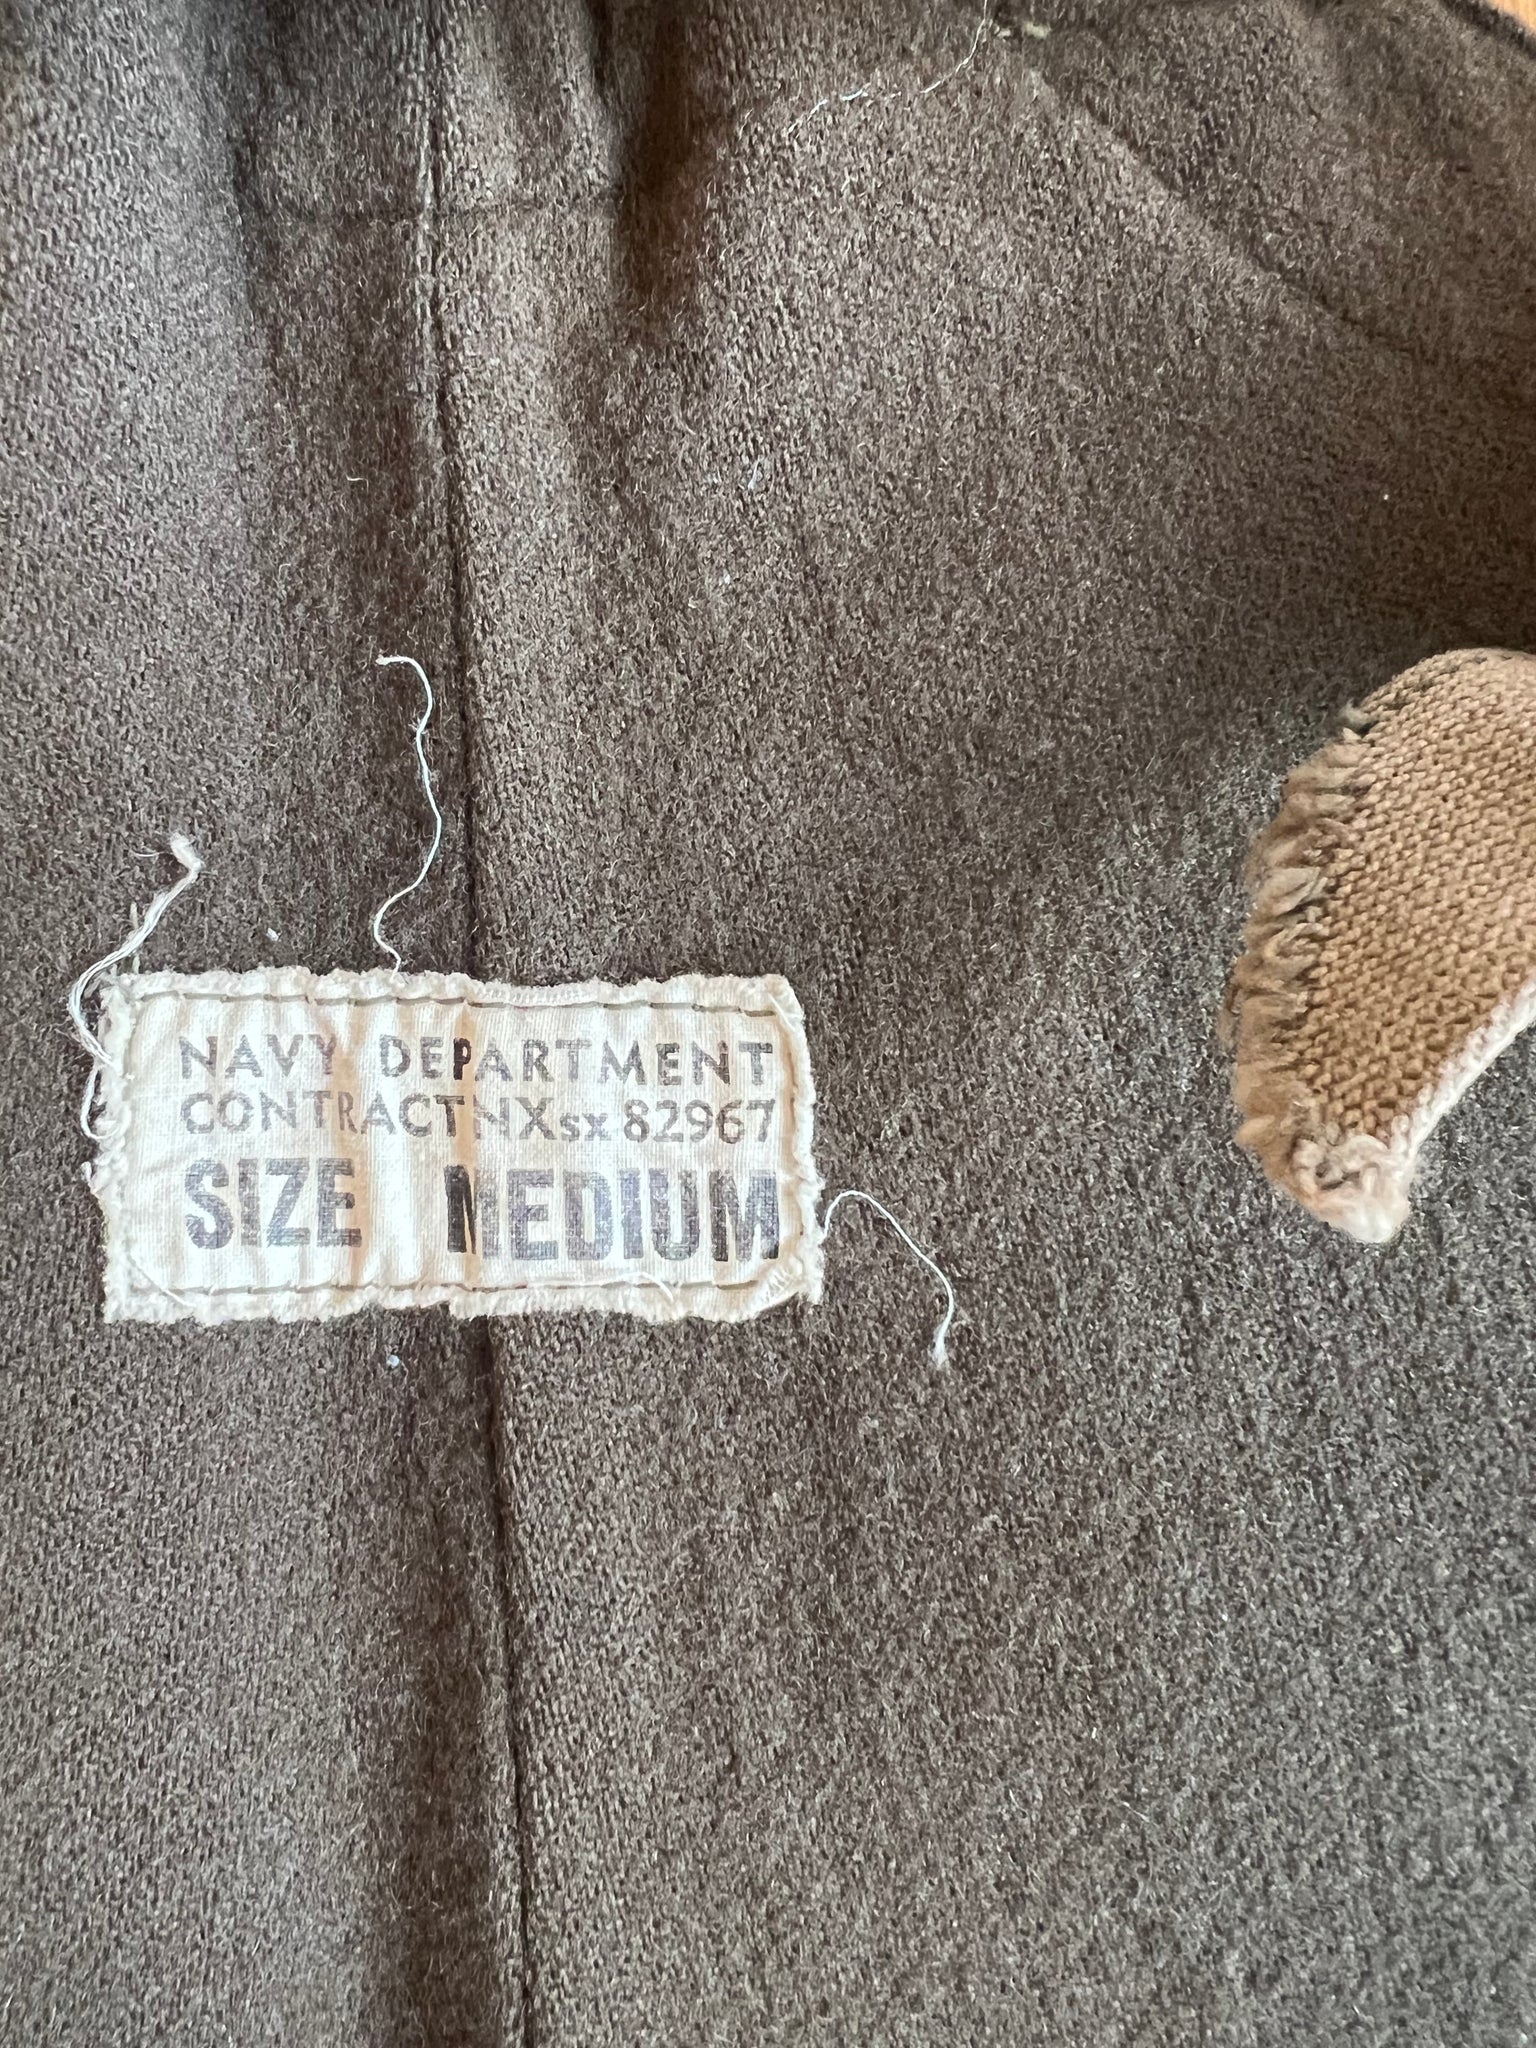 NAVY DEPARTMENT
CONTRACT NXsx 82967
SIZE MEDIUM